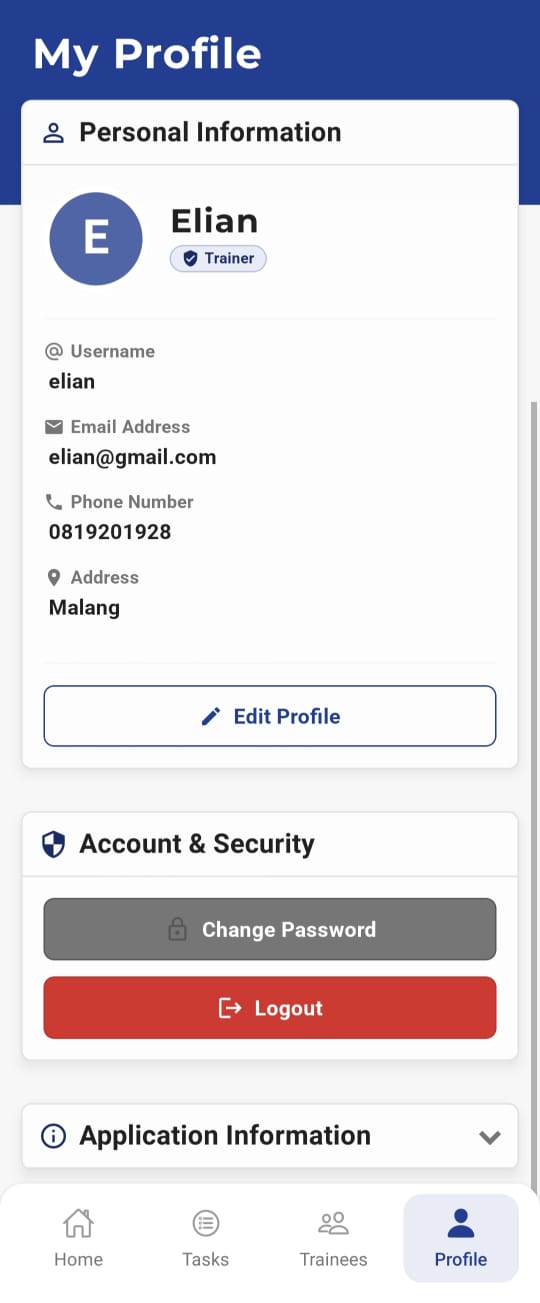 My Profile
Personal Information
E
Elian
Trainer
Username
elian
Email Address
elian@gmail.com
Phone Number
0819201928
Address
Malang
Edit Profile
Account & Security
Change Password
Logout
Application Information
Home
Tasks
Trainees
Profile